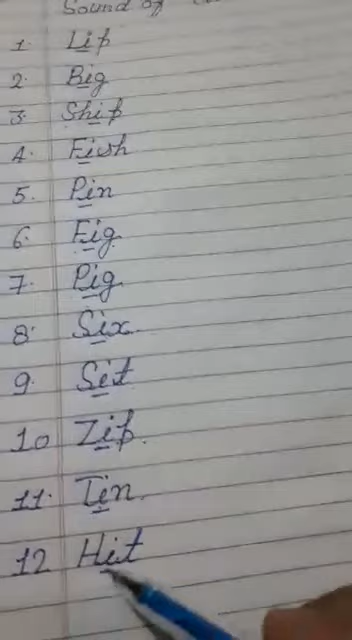 Sound of
1. Lip
2. Big
3. Ship
4. Fish
5. Pin
6. Fig
7. Pig
8. Six
9. Sit
10 Zip.
11. Tin
12 Hit